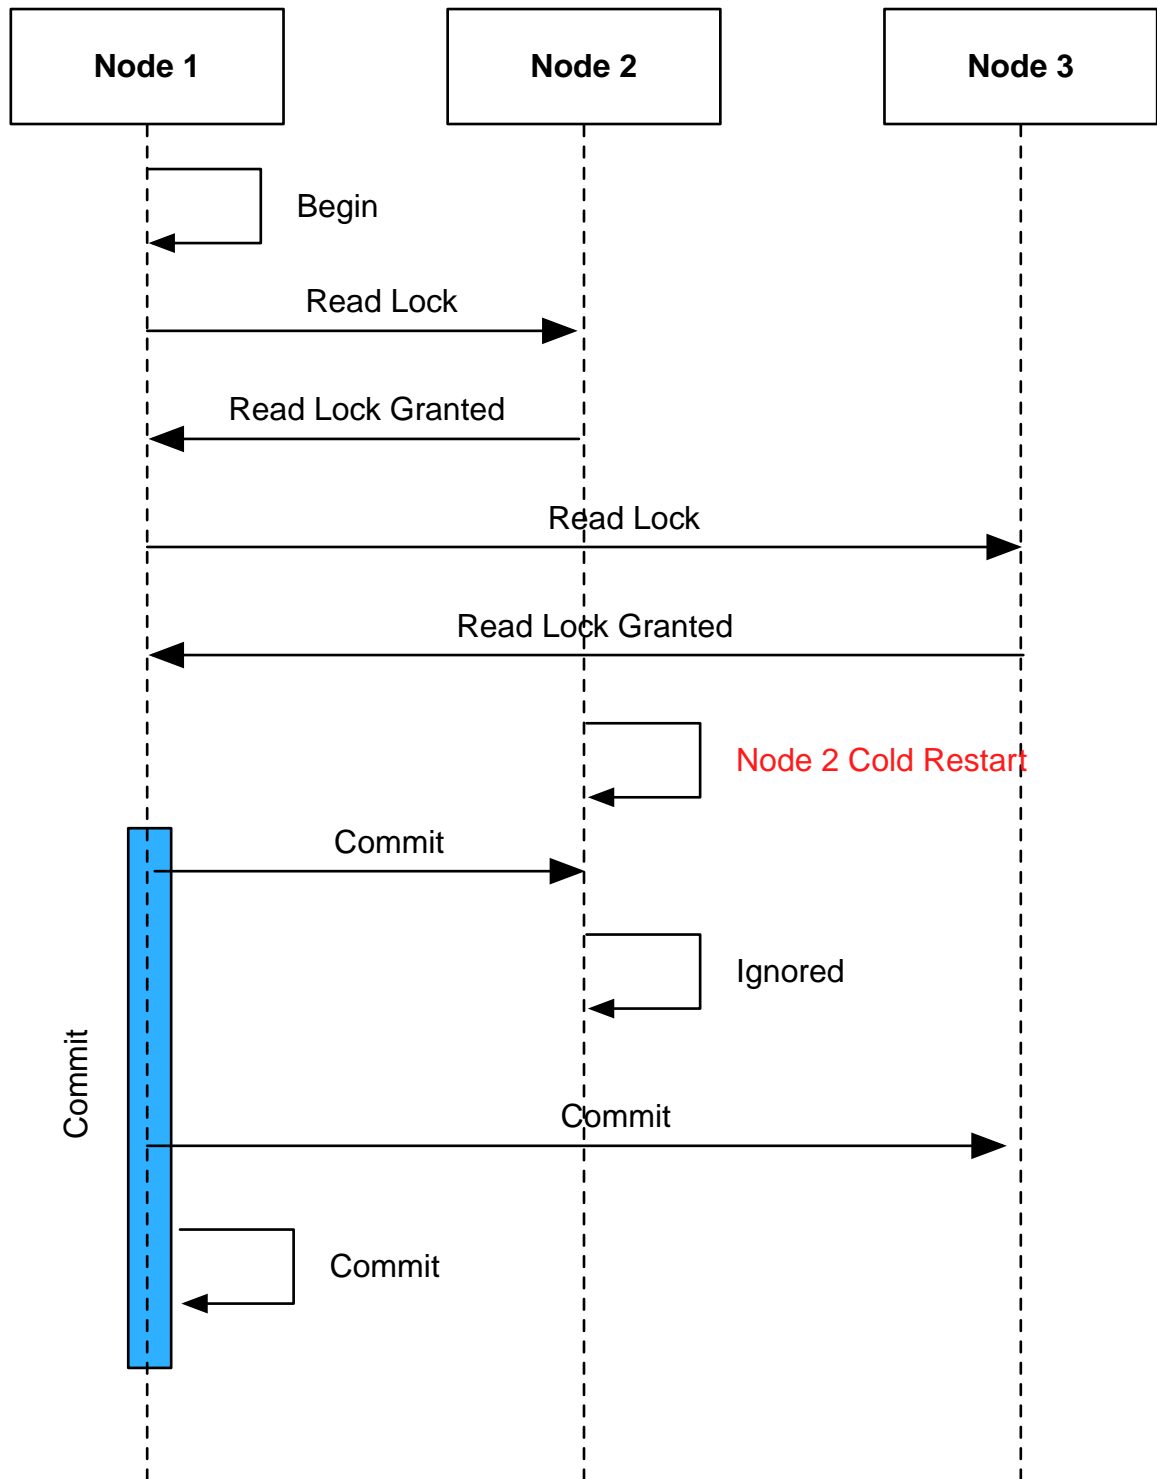 Node 1
Node 2
Node 3
Begin
Read Lock
Read Lock Granted
Read Lock
Read Lock Granted
Node 2 Cold Restart
Commit
Ignored
Commit
Commit
Commit